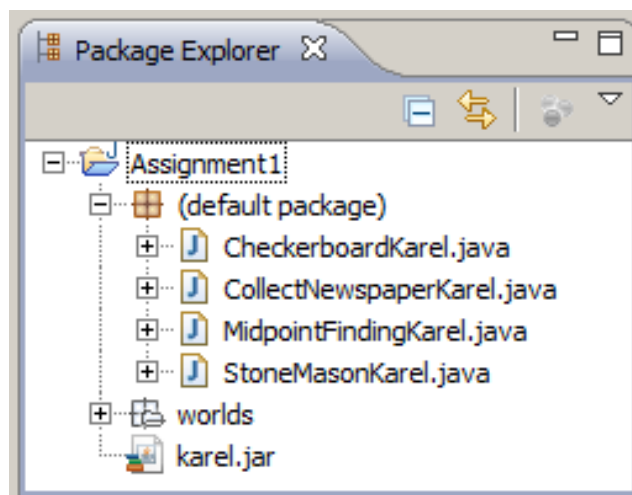 Package Explorer
Assignment1
(default package)
CheckerboardKarel.java
CollectNewspaperKarel.java
MidpointFindingKarel.java
StoneMasonKarel.java
worlds
karel.jar